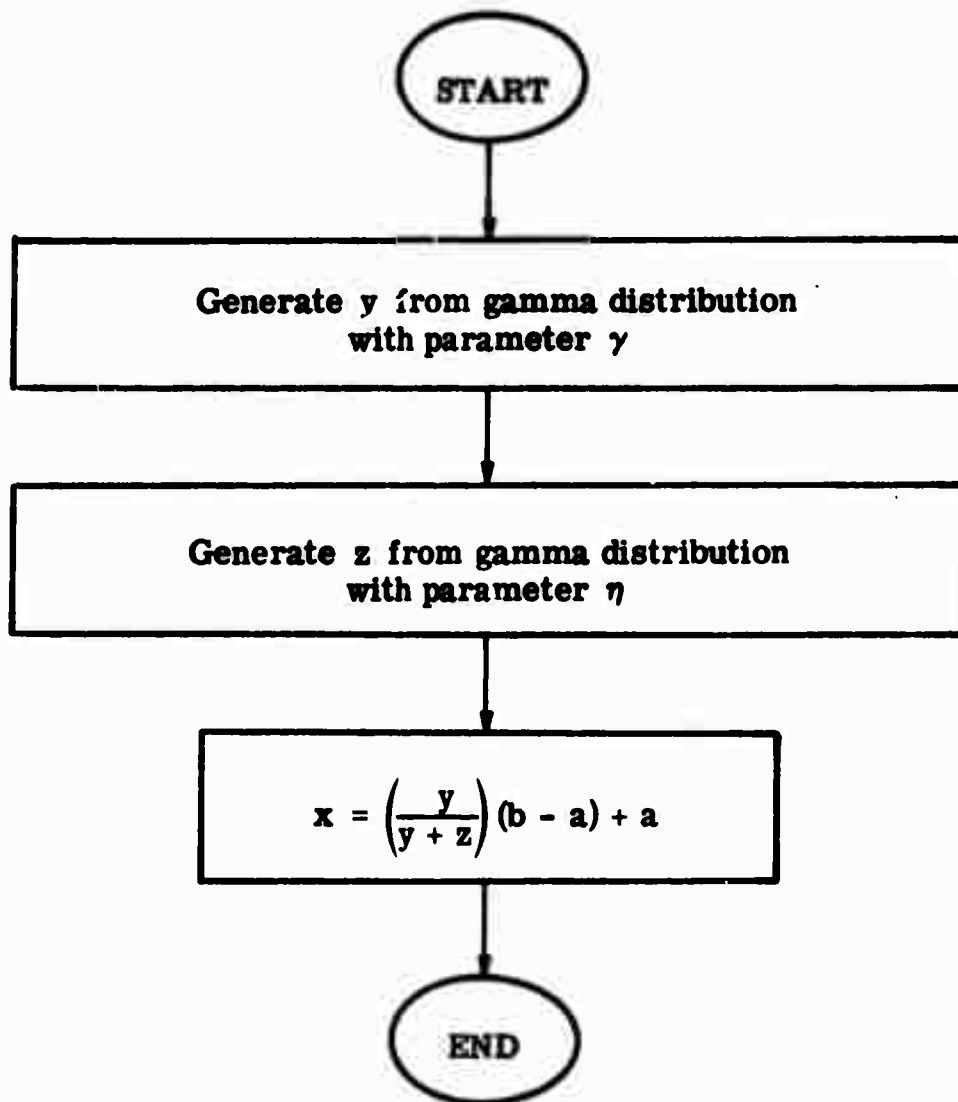 START
Generate y from gamma distribution
with parameter γ
Generate z from gamma distribution
with parameter η
x = (y / (y + z)) (b - a) + a
END